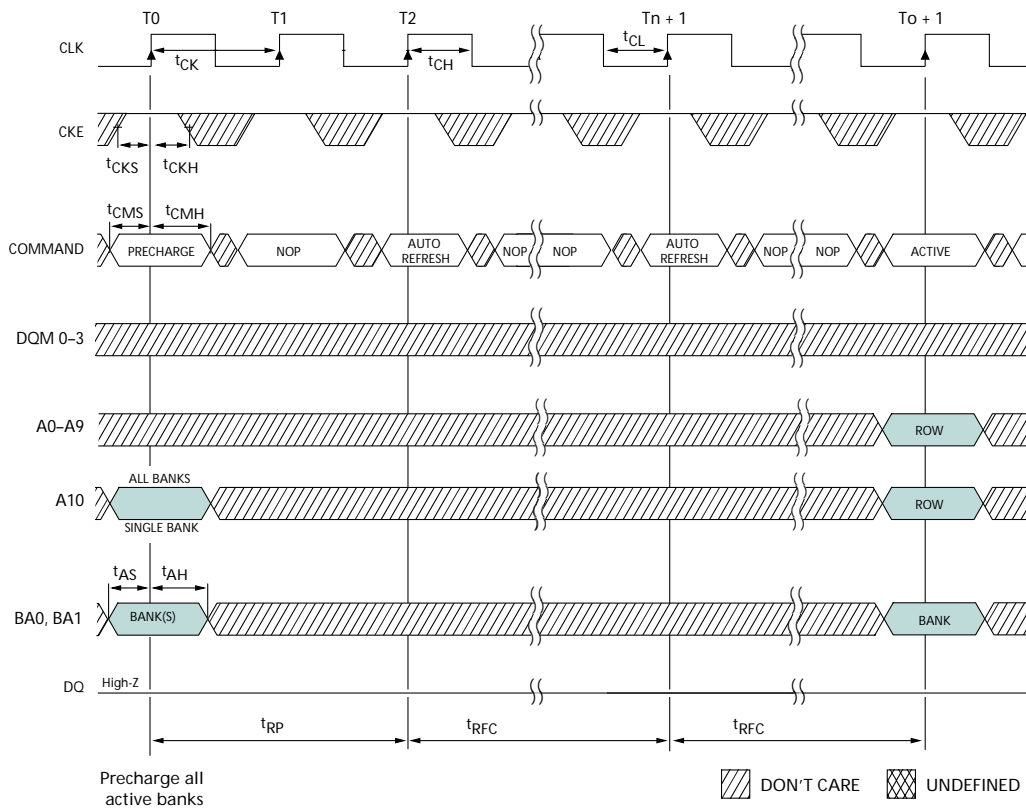 T0 T1 T2 Tn + 1 To + 1
CLK
tCK tCH tCL
CKE
tCKS tCKH
tCMS tCMH
COMMAND PRECHARGE NOP AUTO REFRESH NOP NOP AUTO REFRESH NOP NOP ACTIVE
DQM 0–3
A0–A9 ROW
ALL BANKS
A10 ROW
SINGLE BANK
tAS tAH
BA0, BA1 BANK(S) BANK
DQ High-Z
tRP tRFC tRFC
Precharge all
active banks
DON'T CARE UNDEFINED